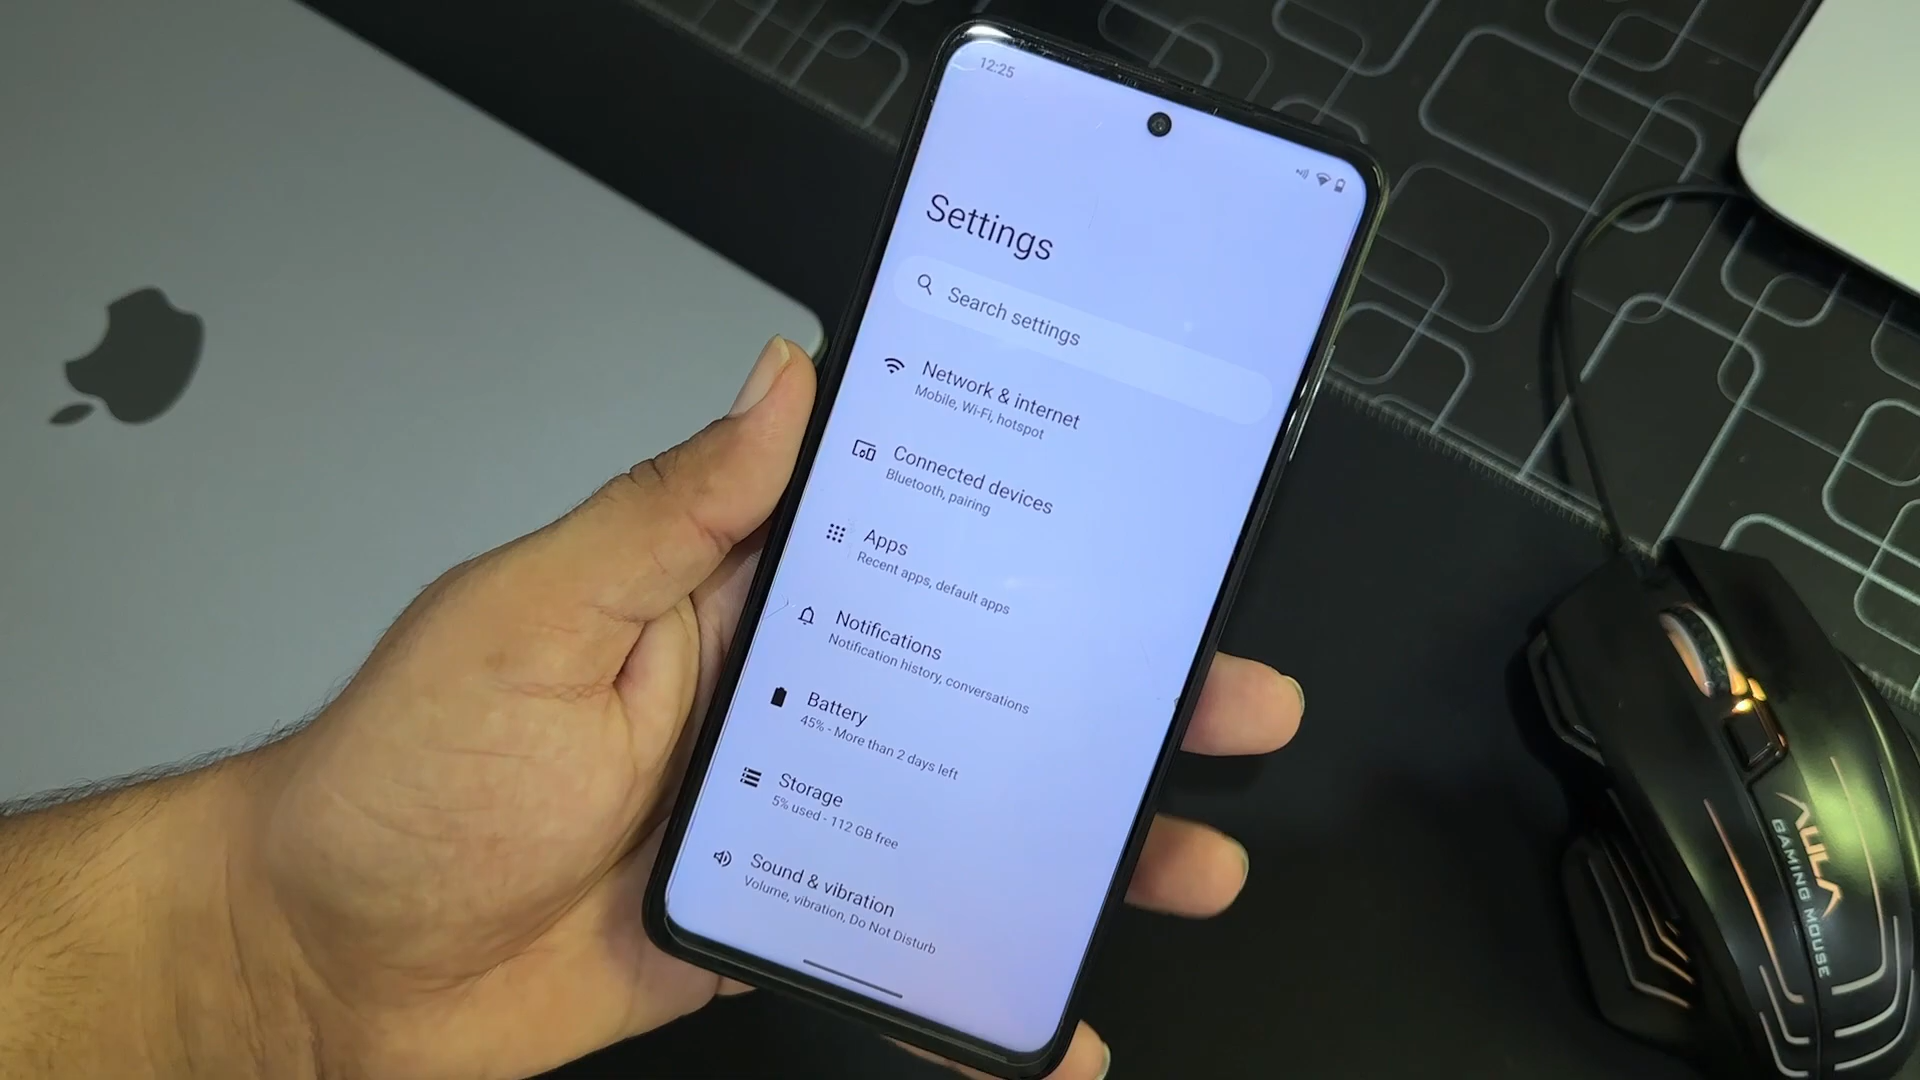 12:25
Settings
Search settings
Network & internet
Mobile, Wi-Fi, hotspot
Connected devices
Bluetooth, pairing
Apps
Recent apps, default apps
Notifications
Notification history, conversations
Battery
45% - More than 2 days left
Storage
5% used - 112 GB free
Sound & vibration
Volume, vibration, Do Not Disturb
AULA
GAMING MOUSE